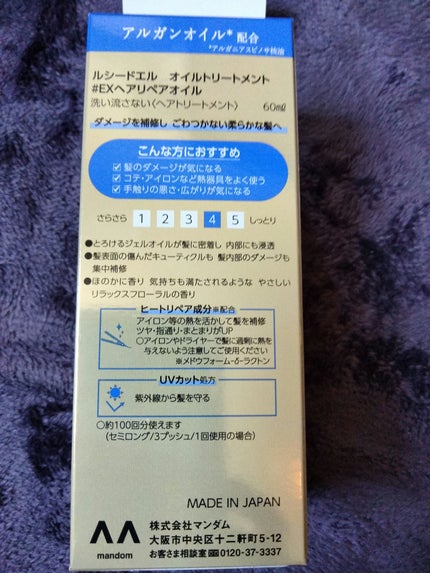 アルガンオイル* 配合
*アルガニアスピノサ核油
ルシードエル オイルトリートメント
#EXヘアリペアオイル
洗い流さない〈ヘアトリートメント〉 60mℓ
ダメージを補修し ごわつかない柔らかな髪へ
こんな方におすすめ
髪のダメージが気になる
コテ・アイロンなど熱器具をよく使う
手触りの悪さ・広がりが気になる
さらさら 1 2 3 4 5 しっとり
●とろけるジェルオイルが髪に密着し 内部にも浸透
●髪表面の傷んだキューティクルも 髪内部のダメージも
集中補修
●ほのかに香り 気持ちも満たされるような やさしい
リラックスフローラルの香り
ヒートリペア成分※配合
アイロン等の熱を活かして髪を補修
ツヤ・指通り・まとまりがUP
○アイロンやドライヤーで髪に過剰に熱を
与えないよう注意してご使用ください
※メドウフォーム-δ-ラクトン
UVカット処方
紫外線から髪を守る
○約100回分使えます
(セミロング/3プッシュ/1回使用の場合)
MADE IN JAPAN
mandom
株式会社マンダム
大阪市中央区十二軒町5-12
お客さま相談室 0120-37-3337